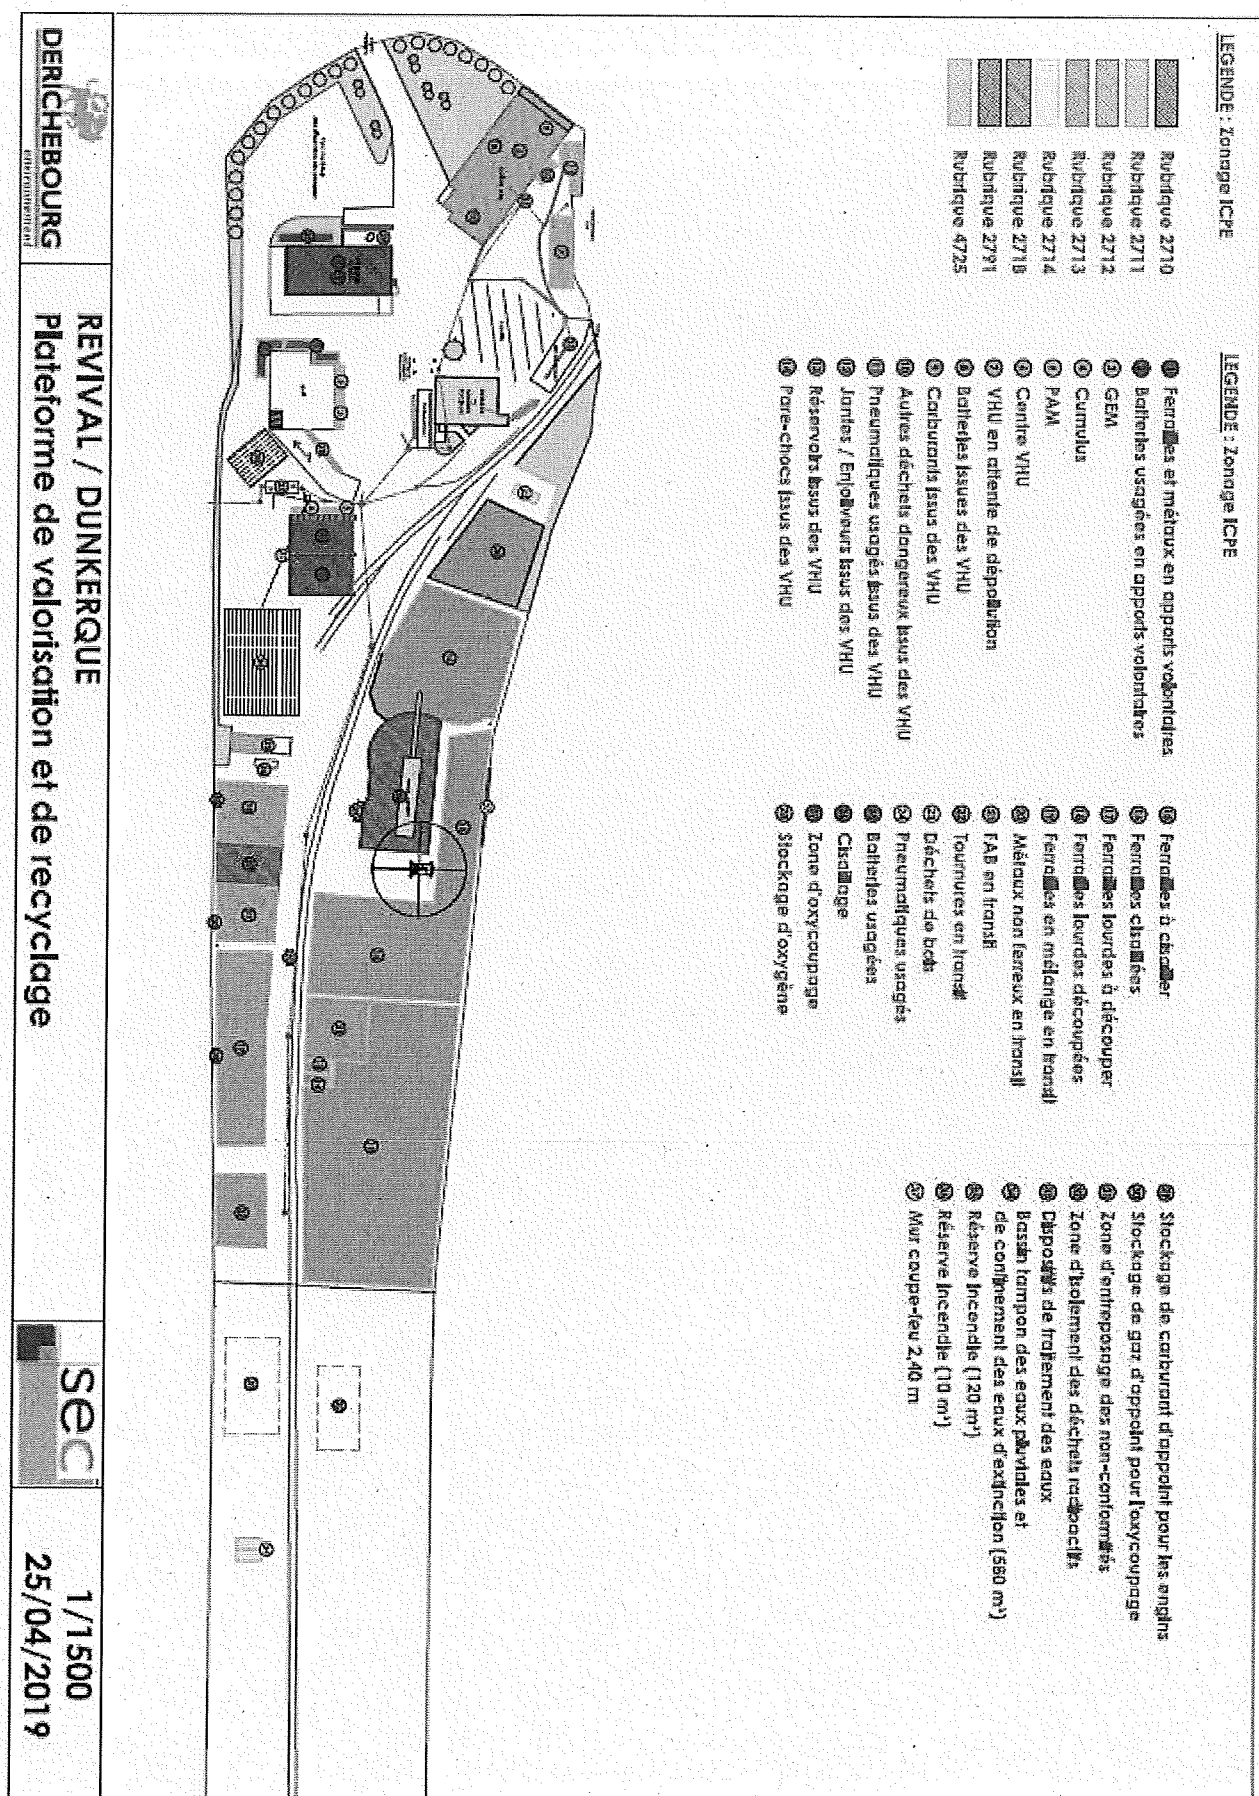 LEGENDE : Zonage ICPE
Rubrique 2710
Rubrique 2711
Rubrique 2712
Rubrique 2713
Rubrique 2714
Rubrique 2718
Rubrique 2791
Rubrique 4725
LEGENDE : Zonage ICPE
Ferrailles et métaux en apports volontaires
Batteries usagées en apports volontaires
GEM
Cumulus
PAM
Centre VHU
VHU en attente de dépollution
Batteries issues des VHU
Carburants issus des VHU
Autres déchets dangereux issus des VHU
Pneumatiques usagés issus des VHU
Jantes / Enjoliveurs issus des VHU
Réservoirs issus des VHU
Pare-chocs issus des VHU
Ferrailles à cisailler
Ferrailles cisaillées
Ferrailles lourdes à découper
Ferrailles lourdes découpées
Ferrailles en mélange en transit
Métaux non ferreux en transit
FAB en transit
Tournures en transit
Déchets de bois
Pneumatiques usagés
Batteries usagées
Cisaillage
Zone d'oxycoupage
Stockage d'oxygène
Stockage de carburant d'appoint pour les engins
Stockage de gaz d'appoint pour l'oxycoupage
Zone d'entreposage des non-conformités
Zone d'isolement des déchets radioactifs
Dispositifs de traitement des eaux
Bassin tampon des eaux pluviales et
de confinement des eaux d'extinction (580 m³)
Réserve incendie (120 m³)
Réserve incendie (10 m³)
Mur coupe-feu 2,40 m
DERICHEBOURG
environnement
REVIVAL / DUNKERQUE
Plateforme de valorisation et de recyclage
seci
1/1500
25/04/2019